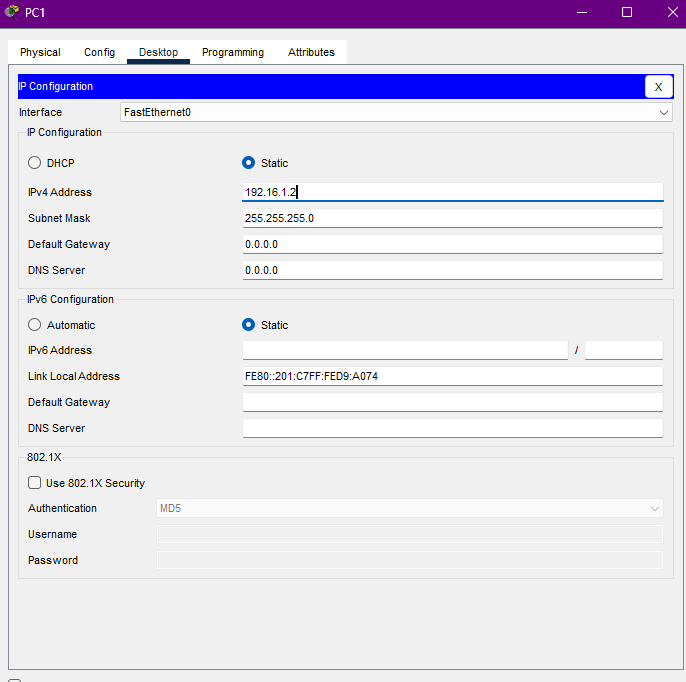 PC1
Physical Config Desktop Programming Attributes
IP Configuration X
Interface FastEthernet0
IP Configuration
DHCP Static
IPv4 Address 192.16.1.2
Subnet Mask 255.255.255.0
Default Gateway 0.0.0.0
DNS Server 0.0.0.0
IPv6 Configuration
Automatic Static
IPv6 Address /
Link Local Address FE80::201:C7FF:FED9:A074
Default Gateway
DNS Server
802.1X
Use 802.1X Security
Authentication MD5
Username
Password